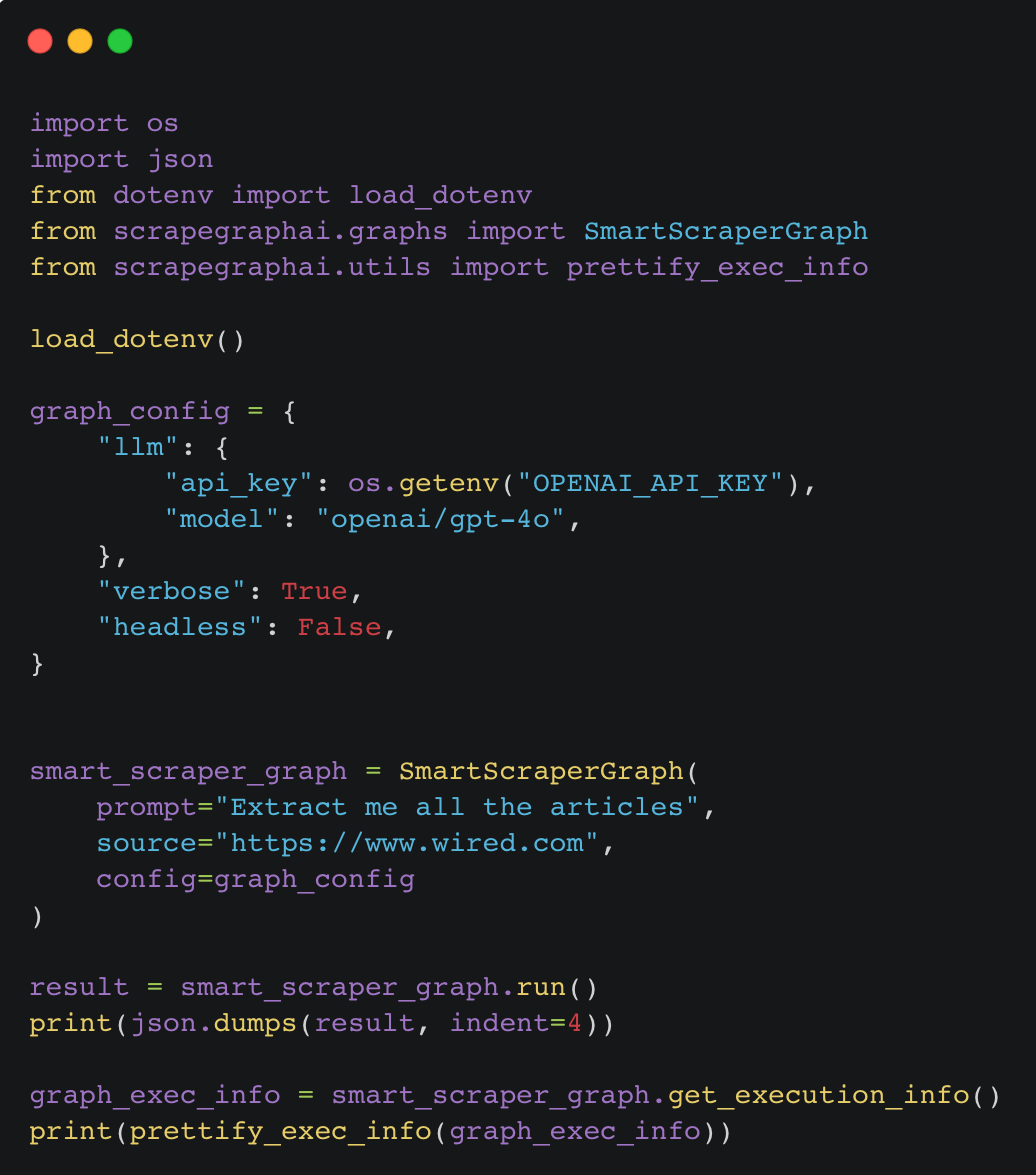 import os
import json
from dotenv import load_dotenv
from scrapegraphai.graphs import SmartScraperGraph
from scrapegraphai.utils import prettify_exec_info

load_dotenv()

graph_config = {
    "llm": {
        "api_key": os.getenv("OPENAI_API_KEY"),
        "model": "openai/gpt-4o",
    },
    "verbose": True,
    "headless": False,
}


smart_scraper_graph = SmartScraperGraph(
    prompt="Extract me all the articles",
    source="https://www.wired.com",
    config=graph_config
)

result = smart_scraper_graph.run()
print(json.dumps(result, indent=4))

graph_exec_info = smart_scraper_graph.get_execution_info()
print(prettify_exec_info(graph_exec_info))